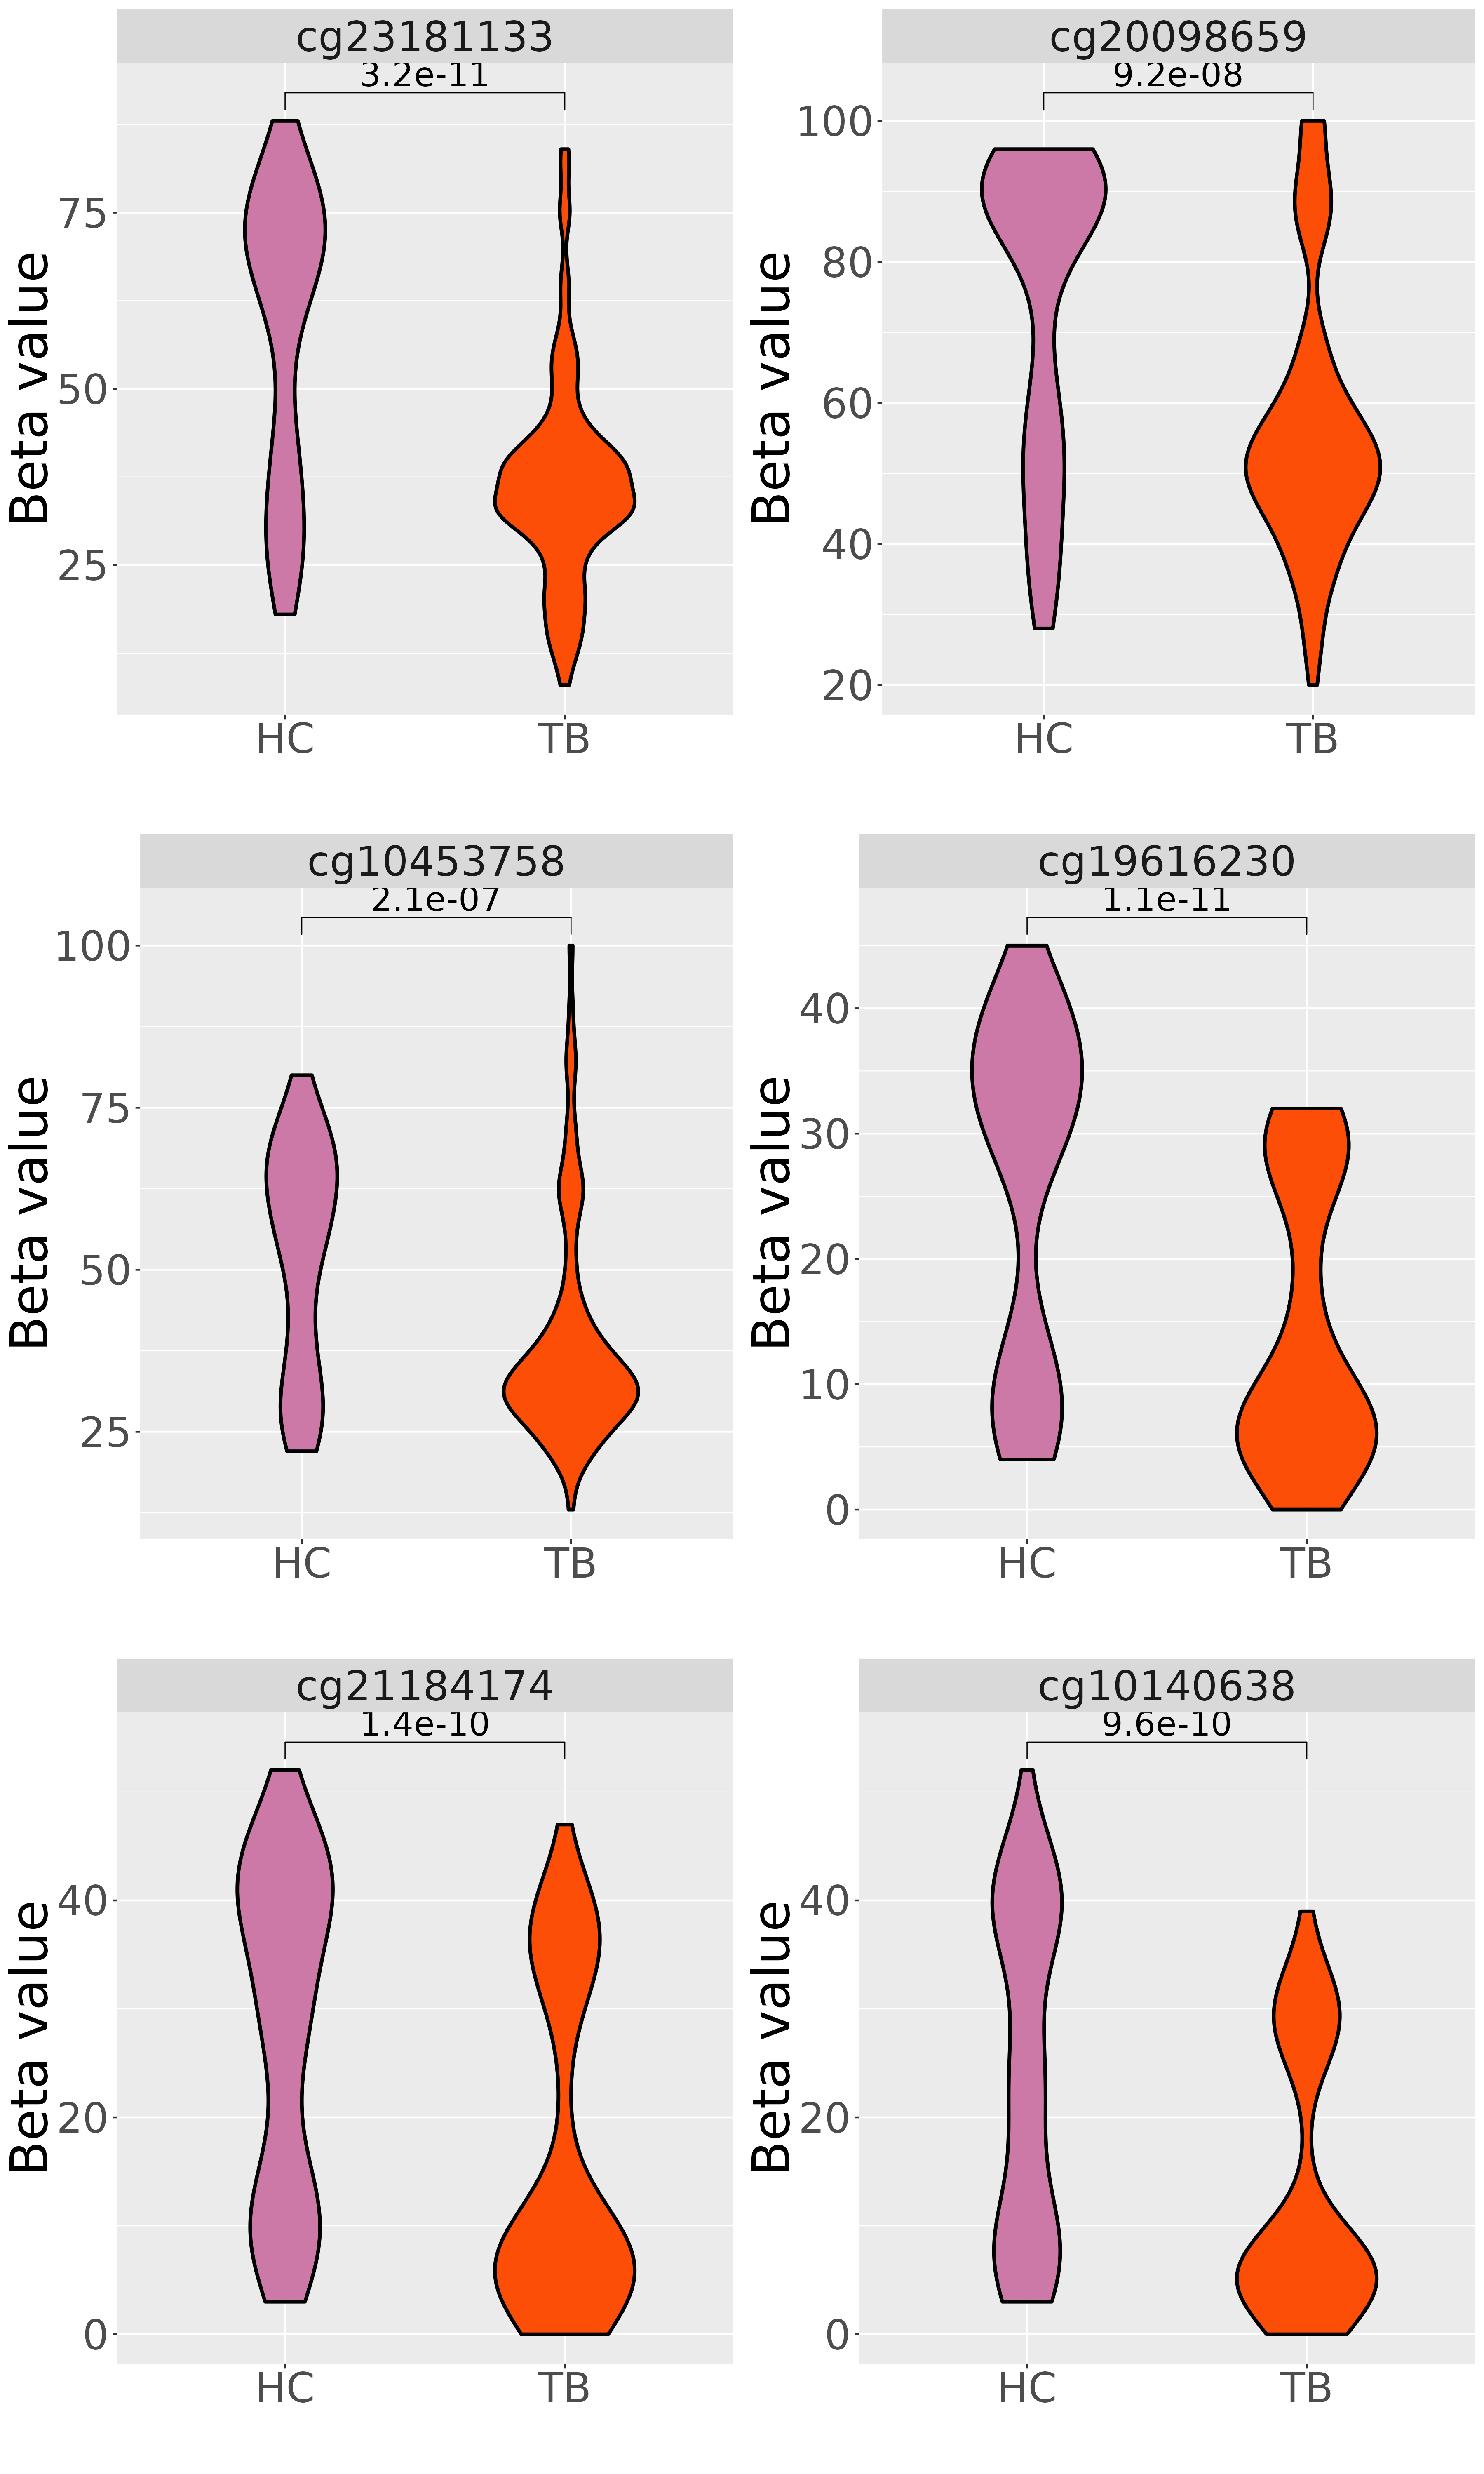 cg23181133
3.2e-11
Beta value
75
50
25
HC TB
cg20098659
9.2e-08
Beta value
100
80
60
40
20
HC TB
cg10453758
2.1e-07
Beta value
100
75
50
25
HC TB
cg19616230
1.1e-11
Beta value
40
30
20
10
0
HC TB
cg21184174
1.4e-10
Beta value
40
20
0
HC TB
cg10140638
9.6e-10
Beta value
40
20
0
HC TB